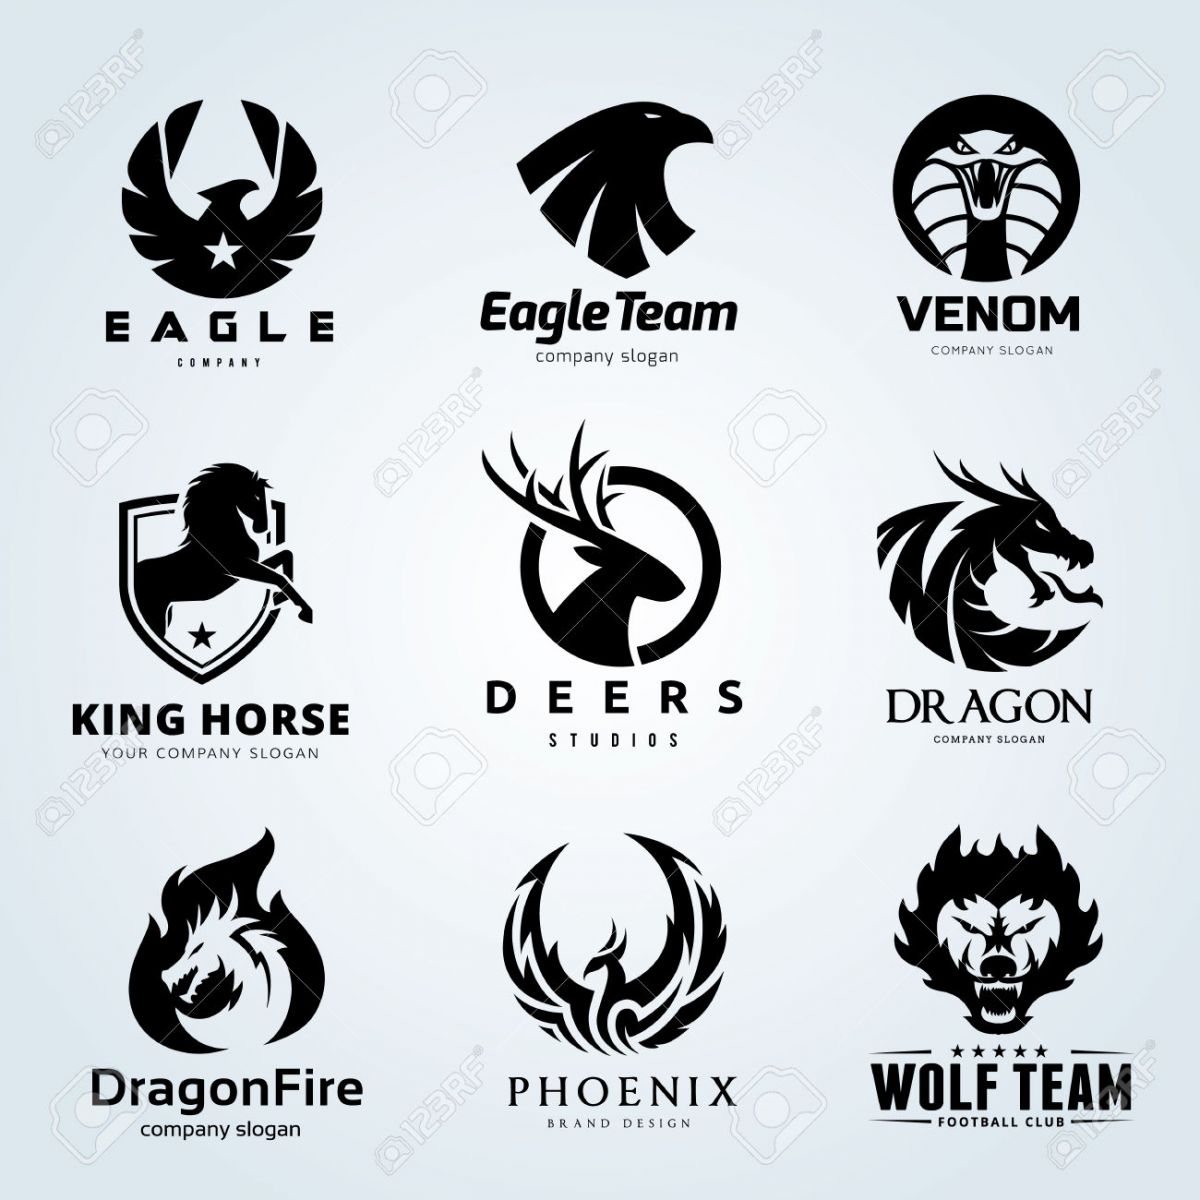 EAGLE
COMPANY
Eagle Team
company slogan
VENOM
COMPANY SLOGAN
KING HORSE
YOUR COMPANY SLOGAN
DEERS
STUDIOS
DRAGON
COMPANY SLOGAN
DragonFire
company slogan
PHOENIX
BRAND DESIGN
WOLF TEAM
FOOTBALL CLUB
123RF